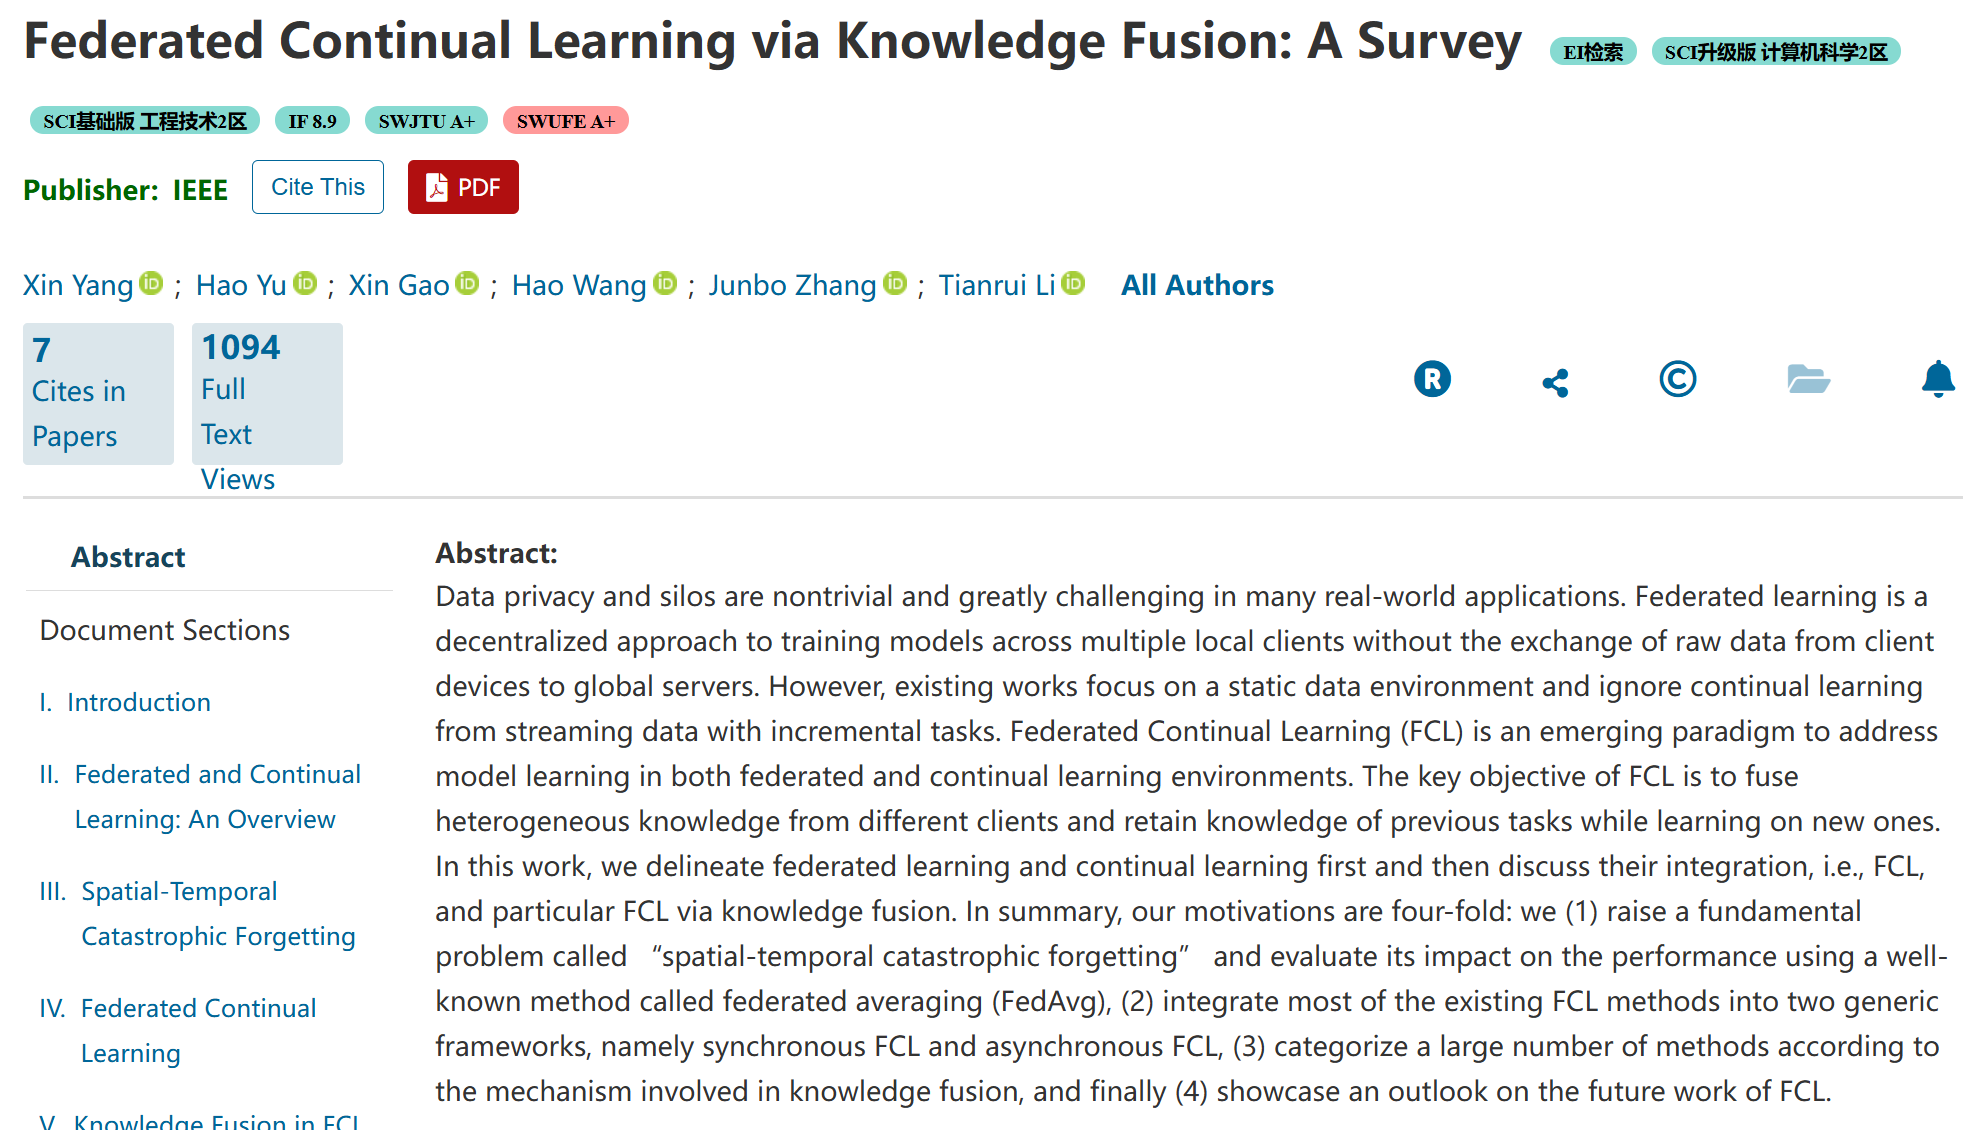 Federated Continual Learning via Knowledge Fusion: A Survey EI检索 SCI升级版 计算机科学2区
SCI基础版 工程技术2区 IF 8.9 SWJTU A+ SWUFE A+
Publisher: IEEE Cite This PDF
Xin Yang iD ; Hao Yu iD ; Xin Gao iD ; Hao Wang iD ; Junbo Zhang iD ; Tianrui Li iD All Authors
7
Cites in
Papers
1094
Full
Text
Views
R
©
Abstract
Document Sections
I. Introduction
II. Federated and Continual
Learning: An Overview
III. Spatial-Temporal
Catastrophic Forgetting
IV. Federated Continual
Learning
V. Knowledge Fusion in FCL
Abstract:
Data privacy and silos are nontrivial and greatly challenging in many real-world applications. Federated learning is a
decentralized approach to training models across multiple local clients without the exchange of raw data from client
devices to global servers. However, existing works focus on a static data environment and ignore continual learning
from streaming data with incremental tasks. Federated Continual Learning (FCL) is an emerging paradigm to address
model learning in both federated and continual learning environments. The key objective of FCL is to fuse
heterogeneous knowledge from different clients and retain knowledge of previous tasks while learning on new ones.
In this work, we delineate federated learning and continual learning first and then discuss their integration, i.e., FCL,
and particular FCL via knowledge fusion. In summary, our motivations are four-fold: we (1) raise a fundamental
problem called “spatial-temporal catastrophic forgetting” and evaluate its impact on the performance using a well-
known method called federated averaging (FedAvg), (2) integrate most of the existing FCL methods into two generic
frameworks, namely synchronous FCL and asynchronous FCL, (3) categorize a large number of methods according to
the mechanism involved in knowledge fusion, and finally (4) showcase an outlook on the future work of FCL.